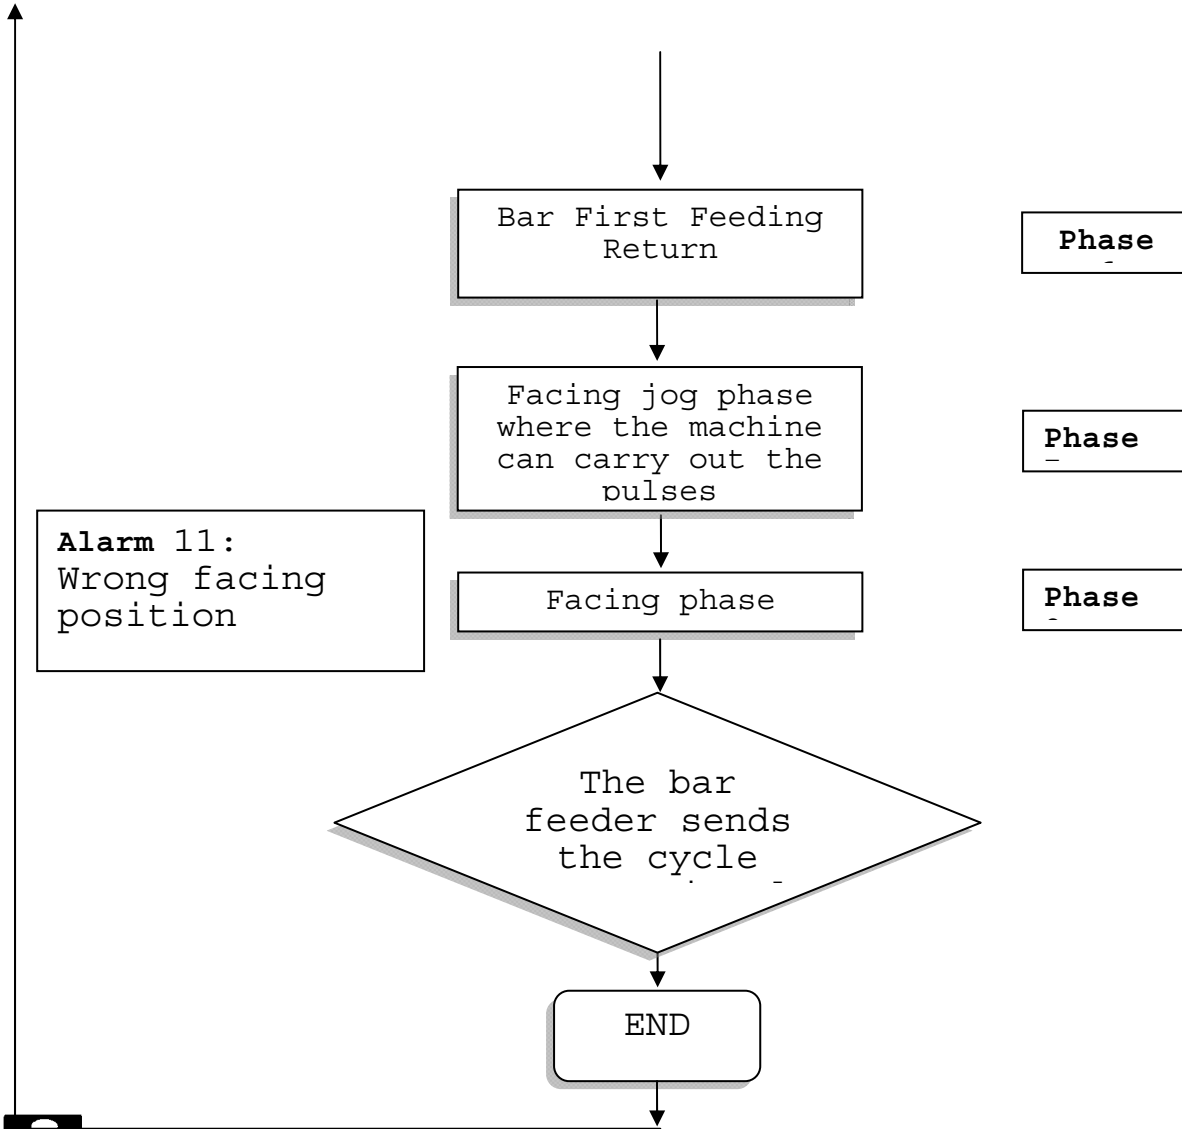 Bar First Feeding
Return
Phase
Facing jog phase
where the machine
can carry out the
pulses
Phase
Alarm 11:
Wrong facing
position
Facing phase
Phase
The bar
feeder sends
the cycle
END